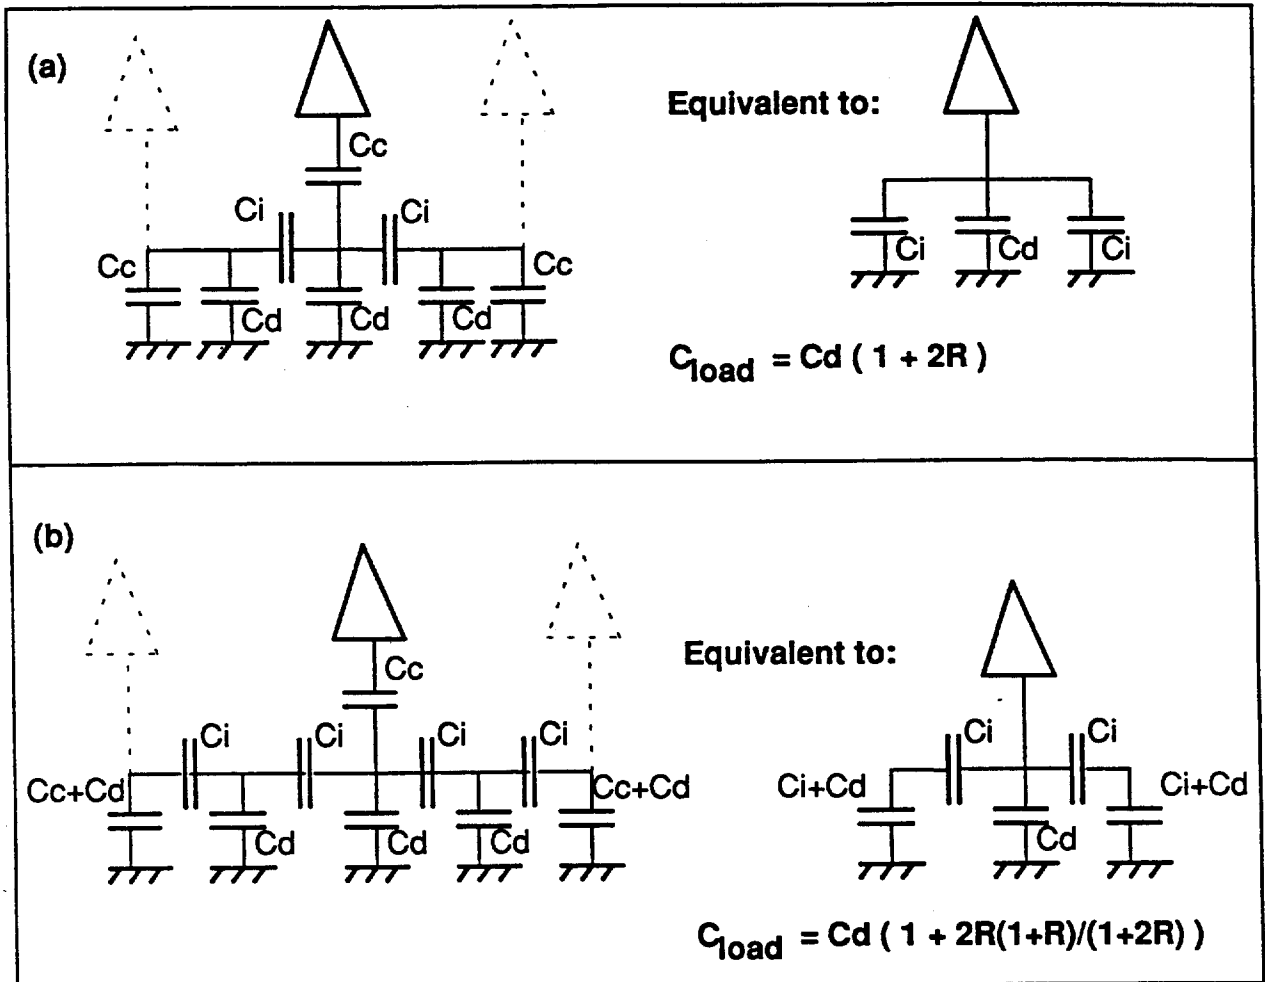 (a)
Cc
Equivalent to:
Ci
Ci
Cc
Cc
Cd
Cd
Cd
Ci
Cd
Ci
Cload = Cd ( 1 + 2R )
(b)
Cc
Equivalent to:
Ci
Ci
Ci
Ci
Cc+Cd
Cc+Cd
Cd
Cd
Cd
Ci
Ci
Ci+Cd
Ci+Cd
Cd
Cload = Cd ( 1 + 2R(1+R)/(1+2R) )